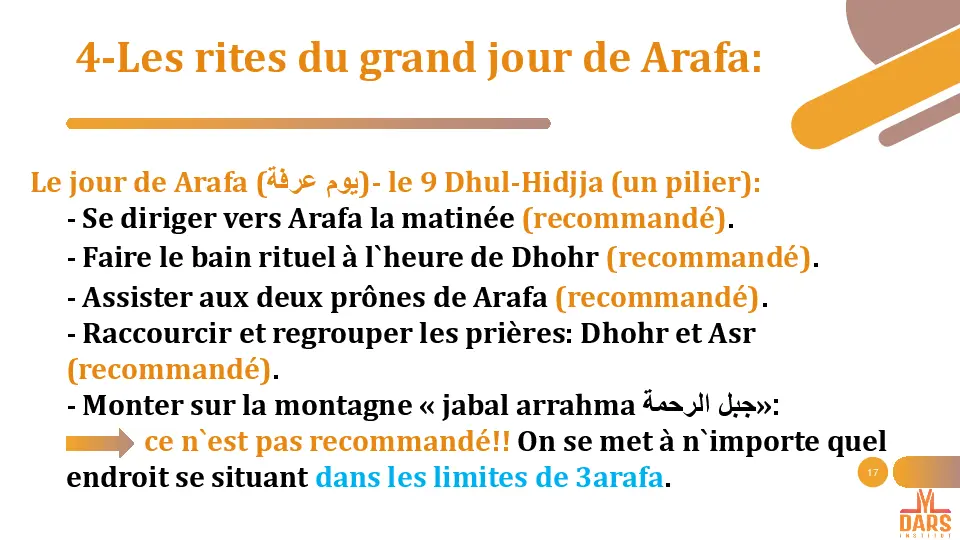 4-Les rites du grand jour de Arafa:
Le jour de Arafa (يوم عرفة)- le 9 Dhul-Hidjja (un pilier):
- Se diriger vers Arafa la matinée (recommandé).
- Faire le bain rituel à l`heure de Dhohr (recommandé).
- Assister aux deux prônes de Arafa (recommandé).
- Raccourcir et regrouper les prières: Dhohr et Asr
(recommandé).
- Monter sur la montagne « jabal arrahma جبل الرحمة»:
ce n`est pas recommandé!! On se met à n`importe quel
endroit se situant dans les limites de 3arafa.
17
DARS
INSTITUT